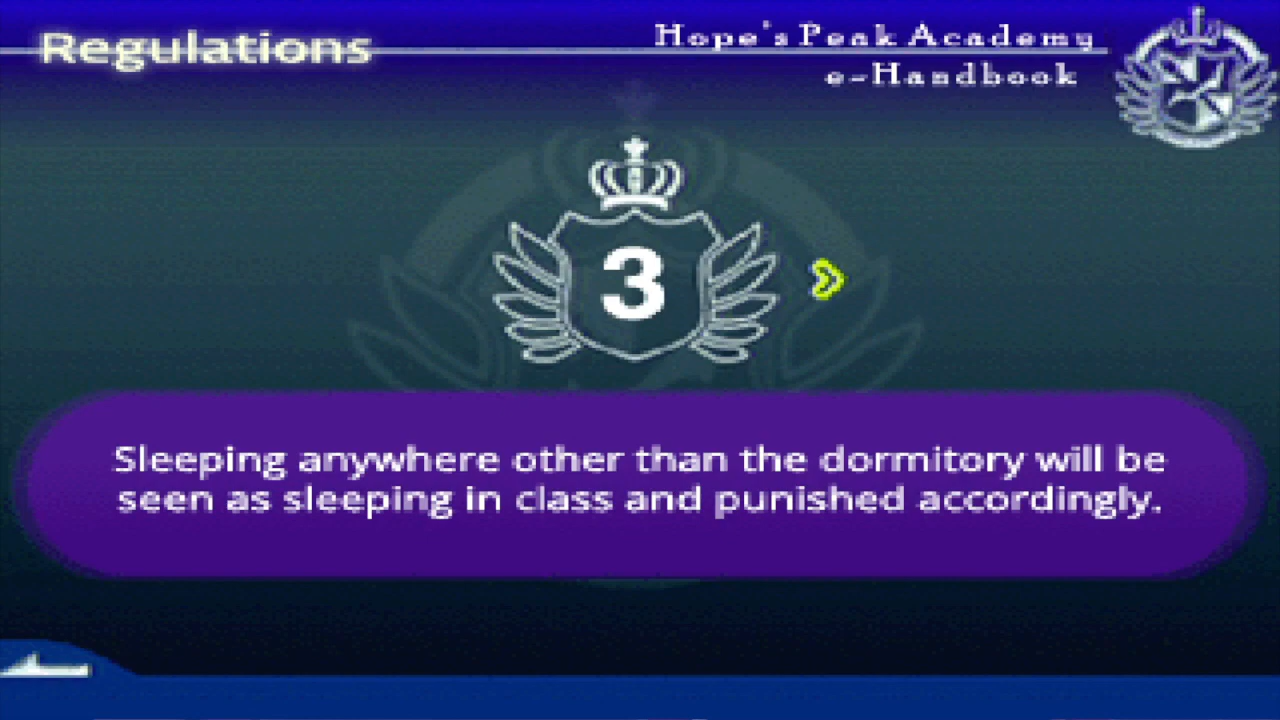 Regulations
Hope's Peak Academy
e-Handbook
3
Sleeping anywhere other than the dormitory will be
seen as sleeping in class and punished accordingly.